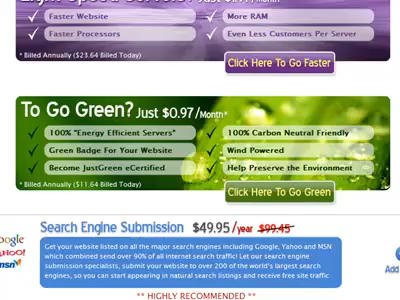 Faster Website
More RAM
Faster Processors
Even Less Customers Per Server
* Billed Annually ($23.64 Billed Today)
Click Here To Go Faster
To Go Green? Just $0.97/Month*
100% "Energy Efficient Servers"
100% Carbon Neutral Friendly
Green Badge For Your Website
Wind Powered
Become JustGreen eCertified
Help Preserve the Environment
* Billed Annually ($11.64 Billed Today)
Click Here To Go Green
Search Engine Submission $49.95/year $99.45
Get your website listed on all the major search engines including Google, Yahoo and MSN
which combined send over 90% of all internet search traffic! Let our search engine
submission specialists, submit your website to over 200 of the world's largest search
engines, so you can start appearing in natural search listings and receive free site traffic
msn
Add
** HIGHLY RECOMMENDED **